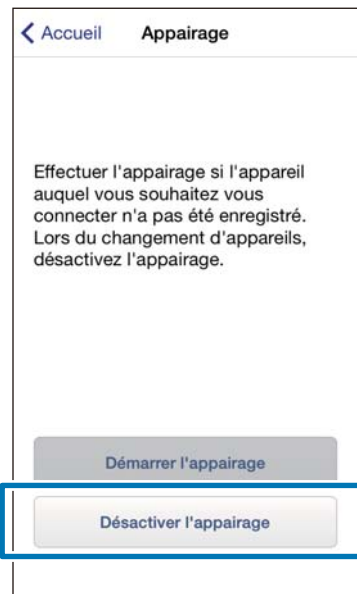 Accueil Appairage
Effectuer l'appairage si l'appareil
auquel vous souhaitez vous
connecter n'a pas été enregistré.
Lors du changement d'appareils,
désactivez l'appairage.
Démarrer l'appairage
Désactiver l'appairage